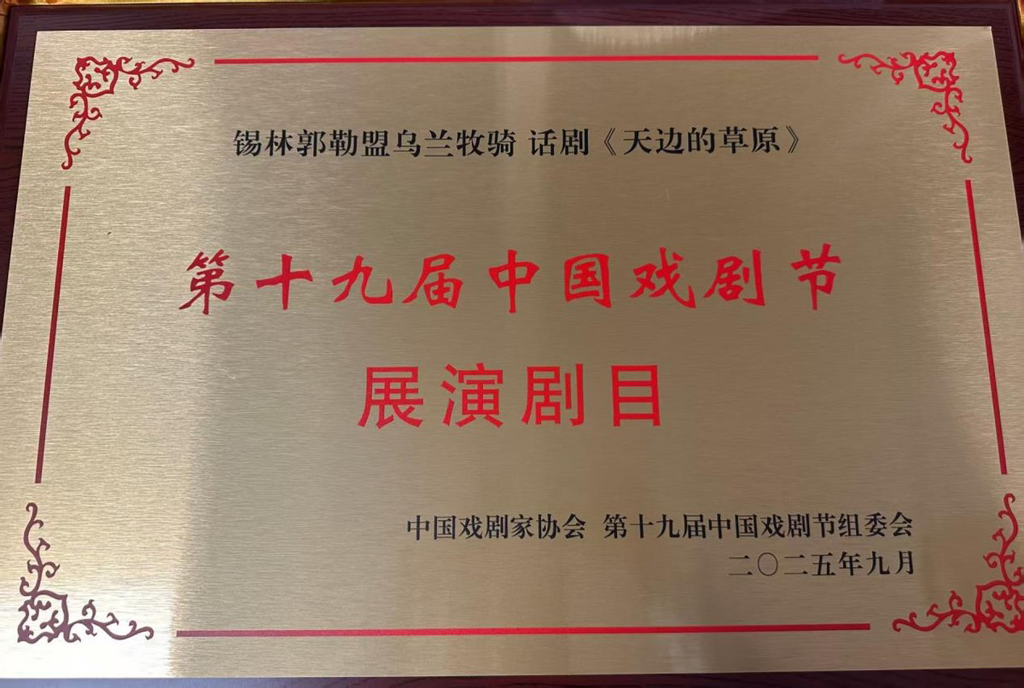 锡林郭勒盟乌兰牧骑 话剧《天边的草原》
第十九届中国戏剧节
展演剧目
中国戏剧家协会 第十九届中国戏剧节组委会
二〇二五年九月